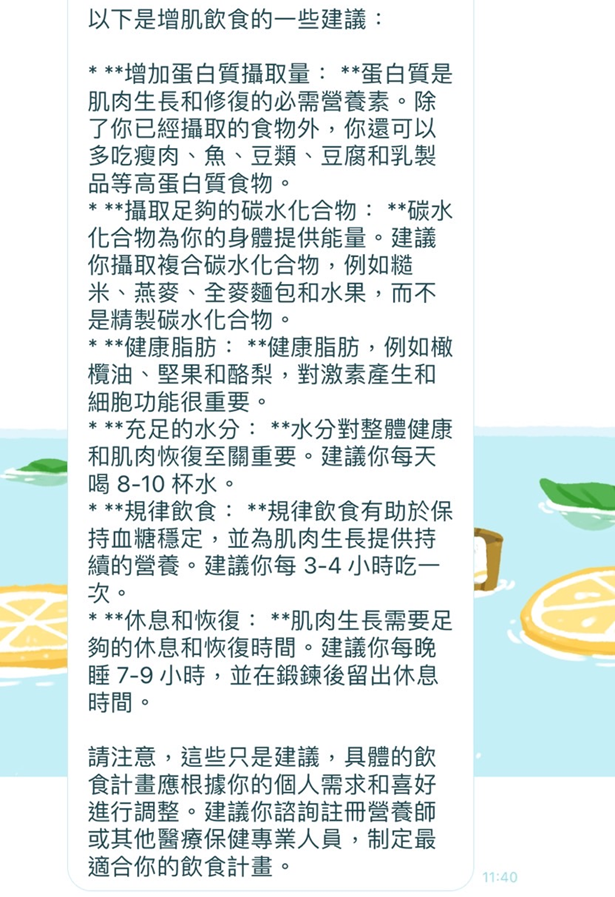 以下是增肌飲食的一些建議：
* **增加蛋白質攝取量： **蛋白質是
肌肉生長和修復的必需營養素。除
了你已經攝取的食物外，你還可以
多吃瘦肉、魚、豆類、豆腐和乳製
品等高蛋白質食物。
* **攝取足夠的碳水化合物： **碳水
化合物為你的身體提供能量。建議
你攝取複合碳水化合物，例如糙
米、燕麥、全麥麵包和水果，而不
是精製碳水化合物。
* **健康脂肪： **健康脂肪，例如橄
欖油、堅果和酪梨，對激素產生和
細胞功能很重要。
* **充足的水分： **水分對整體健康
和肌肉恢復至關重要。建議你每天
喝 8-10 杯水。
* **規律飲食： **規律飲食有助於保
持血糖穩定，並為肌肉生長提供持
續的營養。建議你每 3-4 小時吃一
次。
* **休息和恢復： **肌肉生長需要足
夠的休息和恢復時間。建議你每晚
睡 7-9 小時，並在鍛鍊後留出休息
時間。
請注意，這些只是建議，具體的飲
食計畫應根據你的個人需求和喜好
進行調整。建議你諮詢註冊營養師
或其他醫療保健專業人員，制定最
適合你的飲食計畫。
11:40